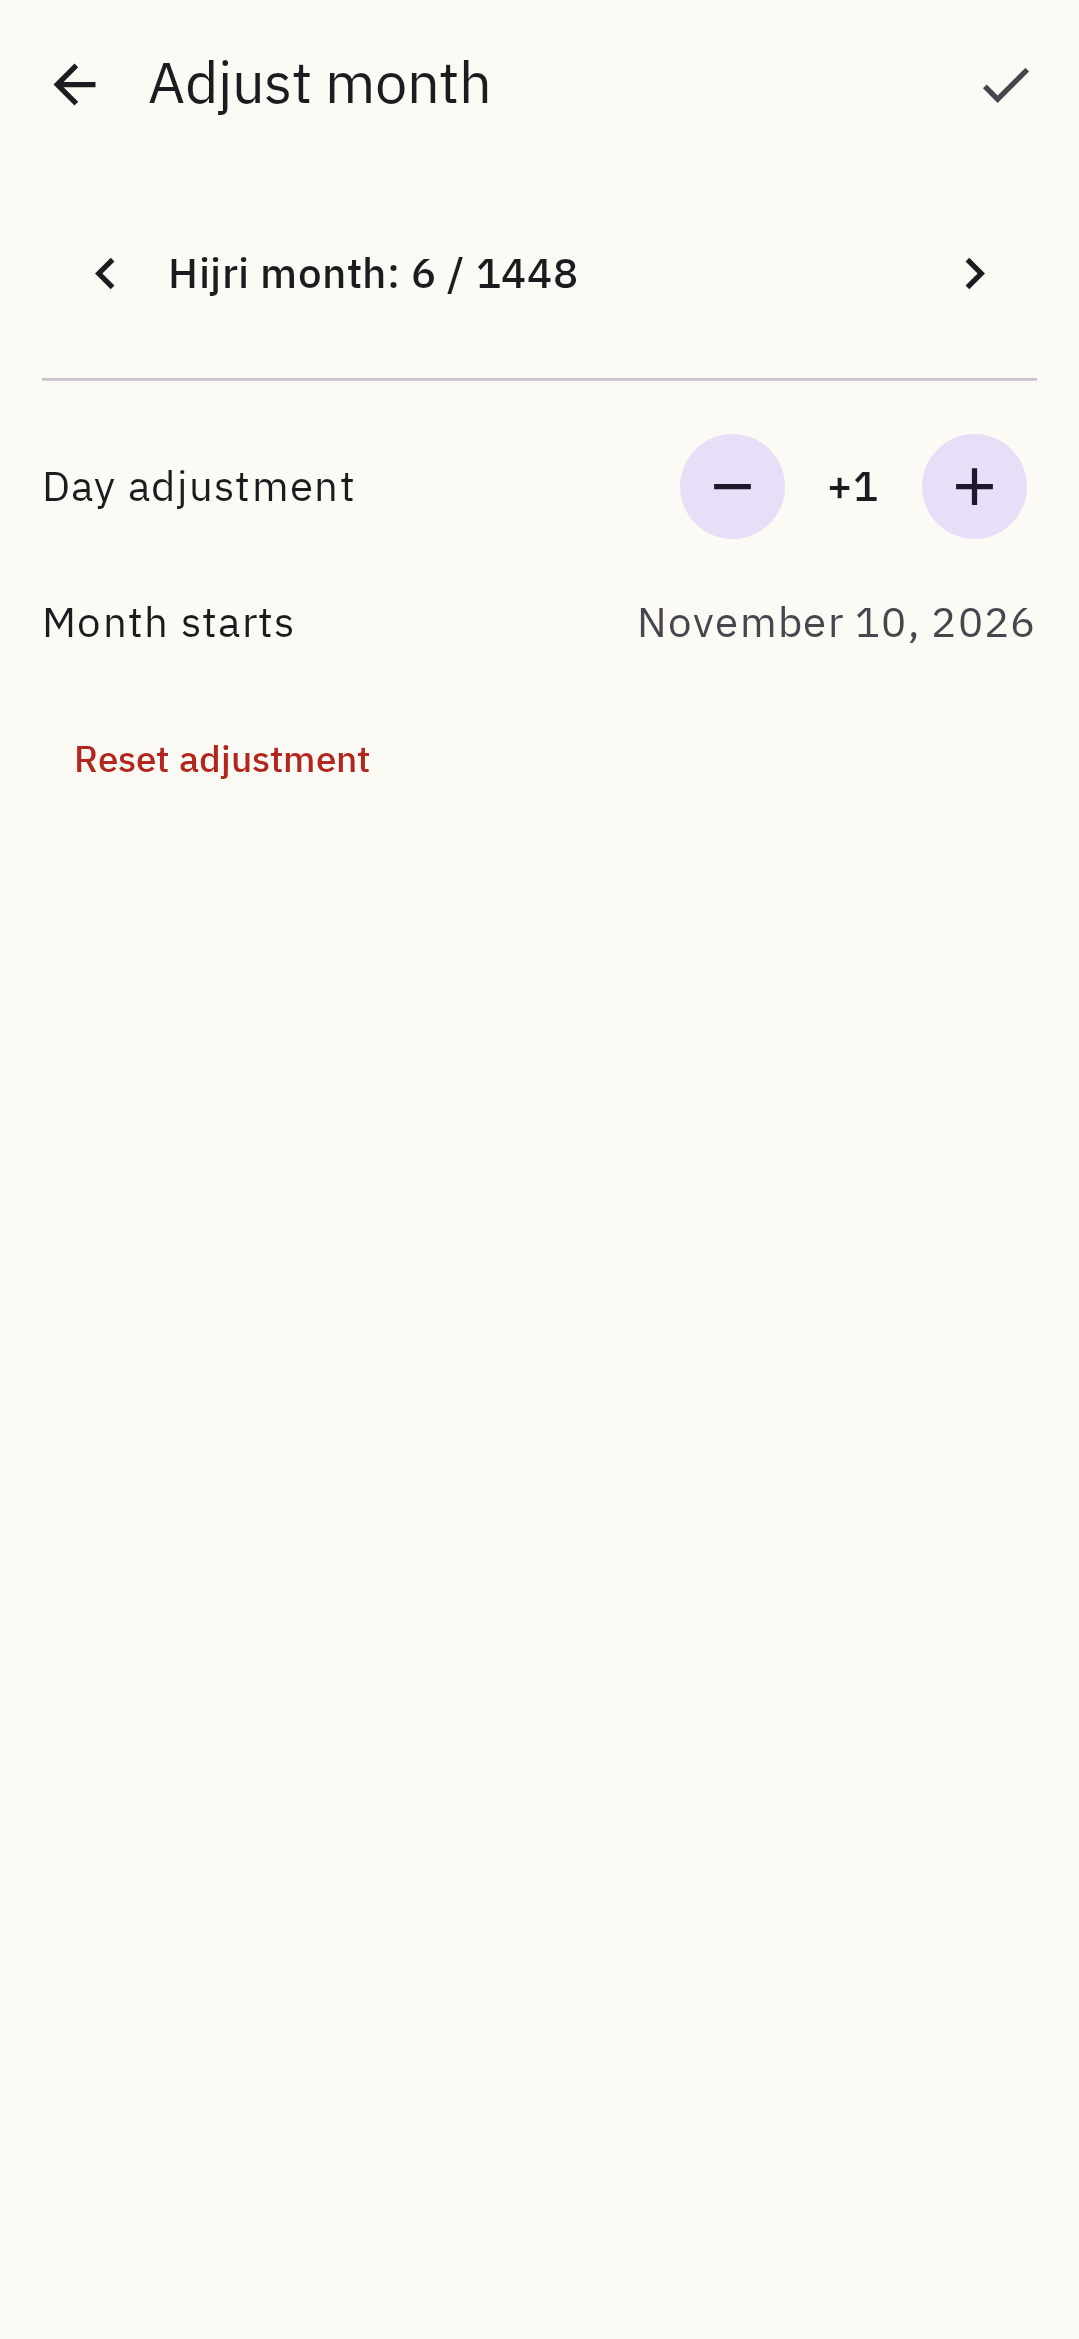 Adjust month
Hijri month: 6 / 1448
Day adjustment +1
Month starts November 10, 2026
Reset adjustment